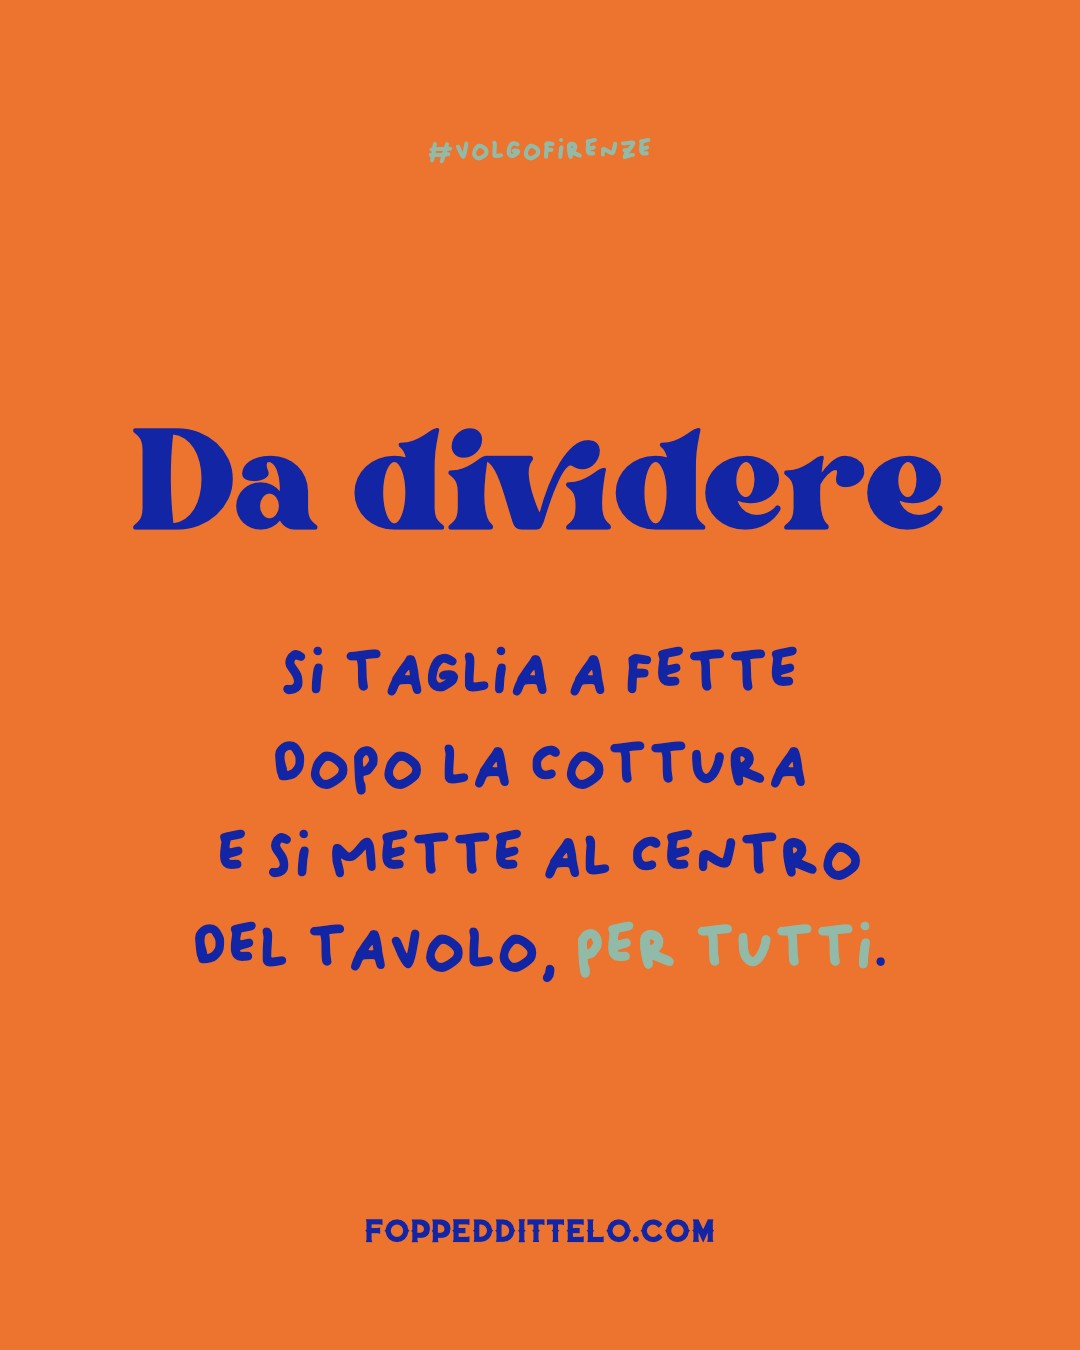 #VOLGOFiRENZE
Da dividere
Si TAGLiA A FETTE
DOPO LA COTTURA
E Si METTE AL CENTRO
DEL TAVOLO, PER TUTTi.
FOPPEDDITTELO.COM